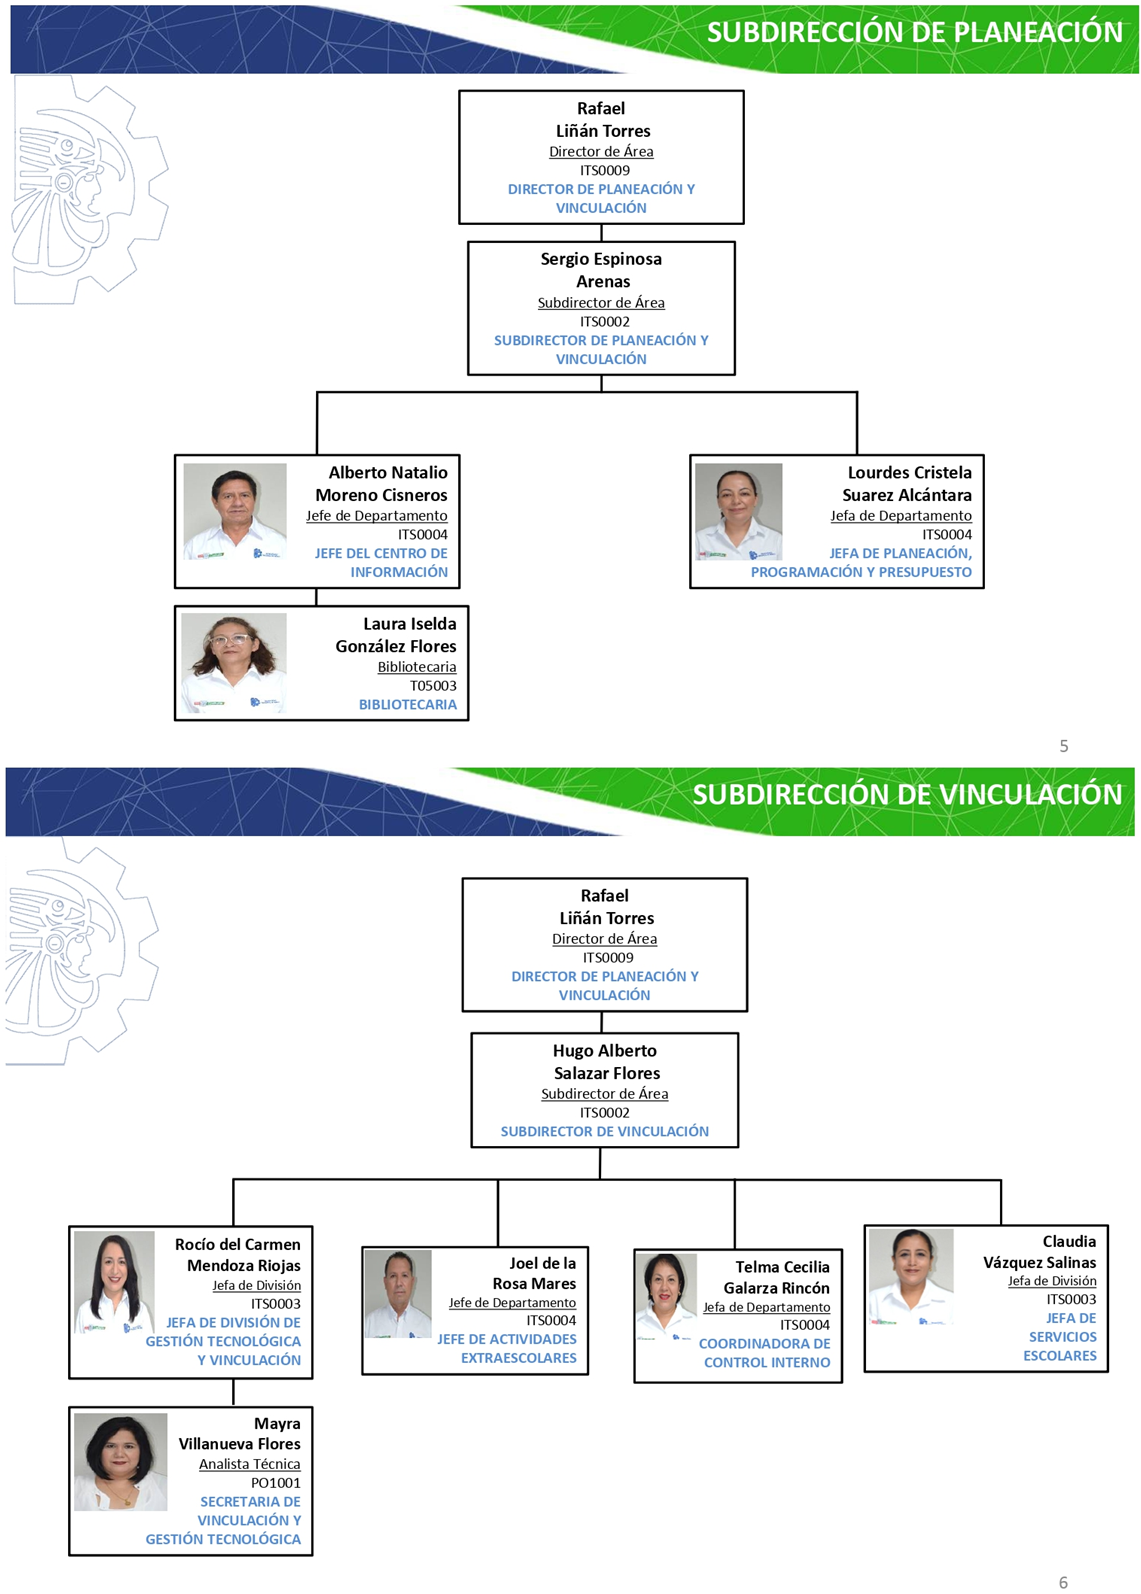 SUBDIRECCIÓN DE PLANEACIÓN
Rafael
Liñán Torres
Director de Área
ITS0009
DIRECTOR DE PLANEACIÓN Y
VINCULACIÓN
Sergio Espinosa
Arenas
Subdirector de Área
ITS0002
SUBDIRECTOR DE PLANEACIÓN Y
VINCULACIÓN
Alberto Natalio
Moreno Cisneros
Jefe de Departamento
ITS0004
JEFE DEL CENTRO DE
INFORMACIÓN
Lourdes Cristela
Suarez Alcántara
Jefa de Departamento
ITS0004
JEFA DE PLANEACIÓN,
PROGRAMACIÓN Y PRESUPUESTO
Laura Iselda
González Flores
Bibliotecaria
T05003
BIBLIOTECARIA
5
SUBDIRECCIÓN DE VINCULACIÓN
Rafael
Liñán Torres
Director de Área
ITS0009
DIRECTOR DE PLANEACIÓN Y
VINCULACIÓN
Hugo Alberto
Salazar Flores
Subdirector de Área
ITS0002
SUBDIRECTOR DE VINCULACIÓN
Rocío del Carmen
Mendoza Riojas
Jefa de División
ITS0003
JEFA DE DIVISIÓN DE
GESTIÓN TECNOLÓGICA
Y VINCULACIÓN
Joel de la
Rosa Mares
Jefe de Departamento
ITS0004
JEFE DE ACTIVIDADES
EXTRAESCOLARES
Telma Cecilia
Galarza Rincón
Jefa de Departamento
ITS0004
COORDINADORA DE
CONTROL INTERNO
Claudia
Vázquez Salinas
Jefa de División
ITS0003
JEFA DE
SERVICIOS
ESCOLARES
Mayra
Villanueva Flores
Analista Técnica
PO1001
SECRETARIA DE
VINCULACIÓN Y
GESTIÓN TECNOLÓGICA
6